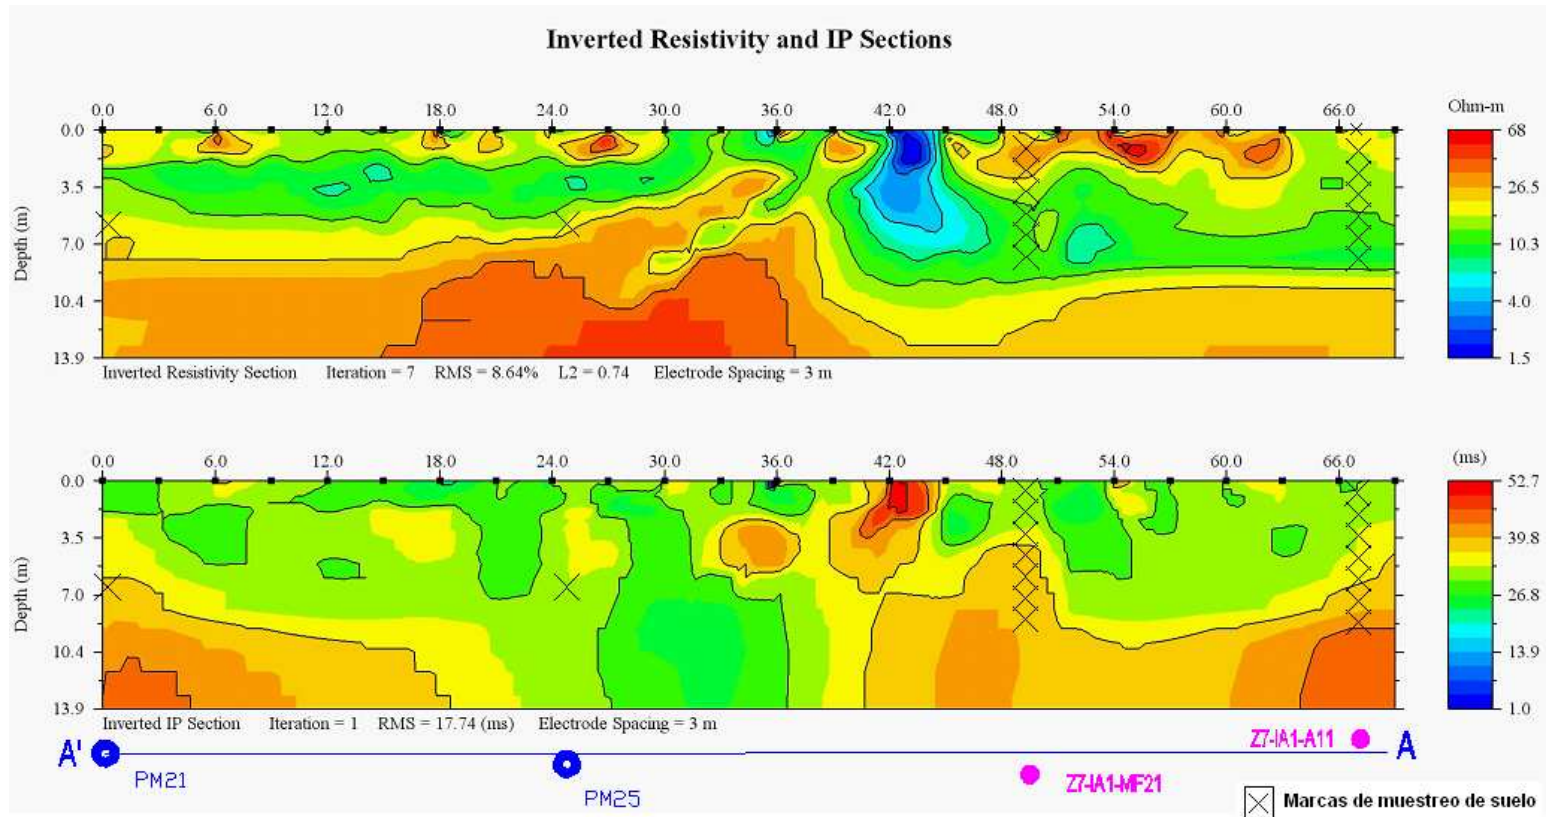 Inverted Resistivity and IP Sections
0.0 6.0 12.0 18.0 24.0 30.0 36.0 42.0 48.0 54.0 60.0 66.0 Ohm-m
0.0 68
3.5 26.5
7.0 10.3
10.4 4.0
13.9 1.5
Depth (m)
Inverted Resistivity Section Iteration = 7 RMS = 8.64% L2 = 0.74 Electrode Spacing = 3 m
0.0 6.0 12.0 18.0 24.0 30.0 36.0 42.0 48.0 54.0 60.0 66.0 (ms)
0.0 52.7
3.5 39.8
7.0 26.8
10.4 13.9
13.9 1.0
Depth (m)
Inverted IP Section Iteration = 1 RMS = 17.74 (ms) Electrode Spacing = 3 m
A' Z7-IA1-A11 A
PM21 PM25 Z7-IA1-MF21
Marcas de muestreo de suelo